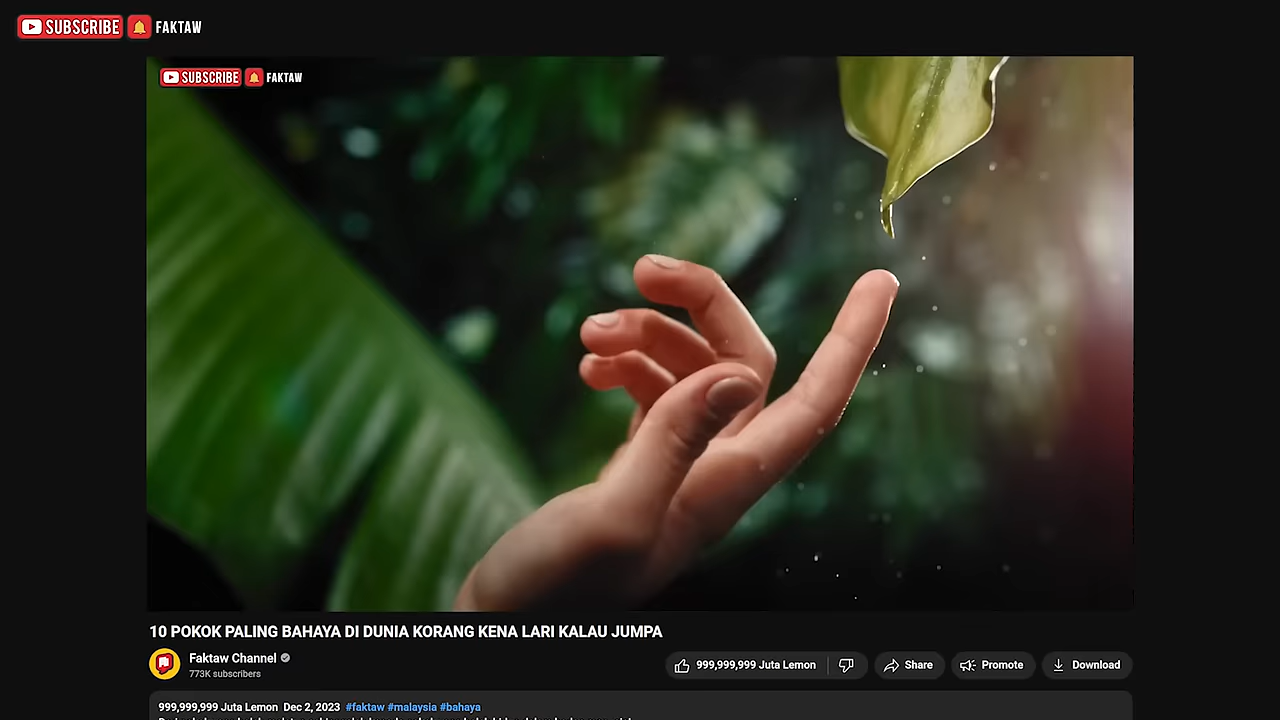 SUBSCRIBE FAKTAW
SUBSCRIBE FAKTAW
10 POKOK PALING BAHAYA DI DUNIA KORANG KENA LARI KALAU JUMPA
Faktaw Channel
773K subscribers
999,999,999 Juta Lemon
Share
Promote
Download
999,999,999 Juta Lemon Dec 2, 2023 #faktaw #malaysia #bahaya